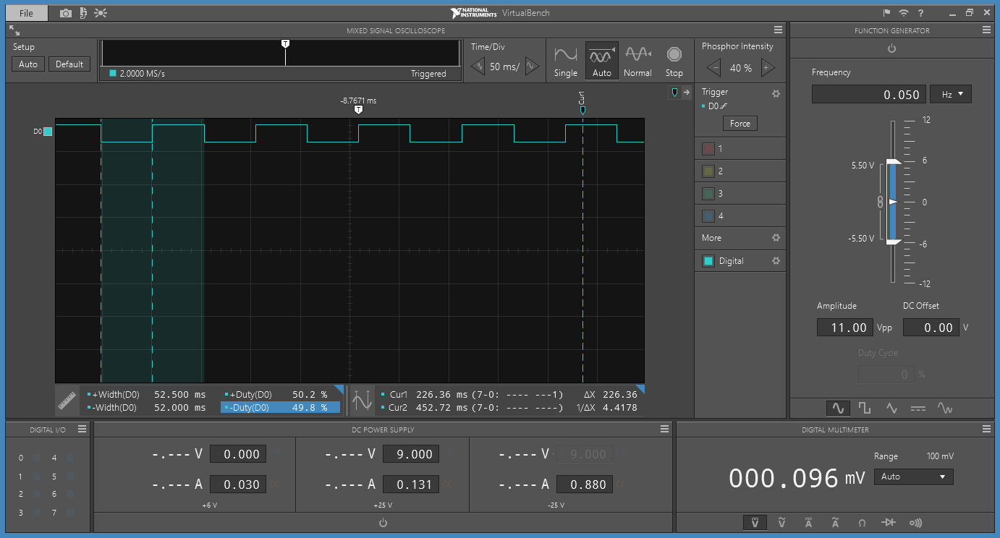 File
NATIONAL INSTRUMENTS VirtualBench
?
MIXED SIGNAL OSCILLOSCOPE
FUNCTION GENERATOR
Setup
Auto Default
T
2.0000 MS/s Triggered
Time/Div
50 ms/
Single Auto Normal Stop
Phosphor Intensity
40 %
-8.7671 ms
T
Cur1
D0
Trigger
D0
Force
1
2
3
4
More
Digital
Frequency
0.050 Hz
12
6
0
-6
-12
5.50 V
-5.50 V
Amplitude DC Offset
11.00 Vpp 0.00 V
Duty Cycle
0 %
+Width(D0) 52.500 ms +Duty(D0) 50.2 %
-Width(D0) 52.000 ms -Duty(D0) 49.8 %
Cur1 226.36 ms (7-0: ---- ---1) ΔX 226.36
Cur2 452.72 ms (7-0: ---- ----) 1/ΔX 4.4178
DIGITAL I/O
0 4
1 5
2 6
3 7
DC POWER SUPPLY
-.--- V 0.000
-.--- A 0.030
+6 V
-.--- V 9.000
-.--- A 0.131
+25 V
-.--- V - 9.000
-.--- A 0.880
-25 V
DIGITAL MULTIMETER
000.096 mV
Range 100 mV
Auto
V V A A Ω